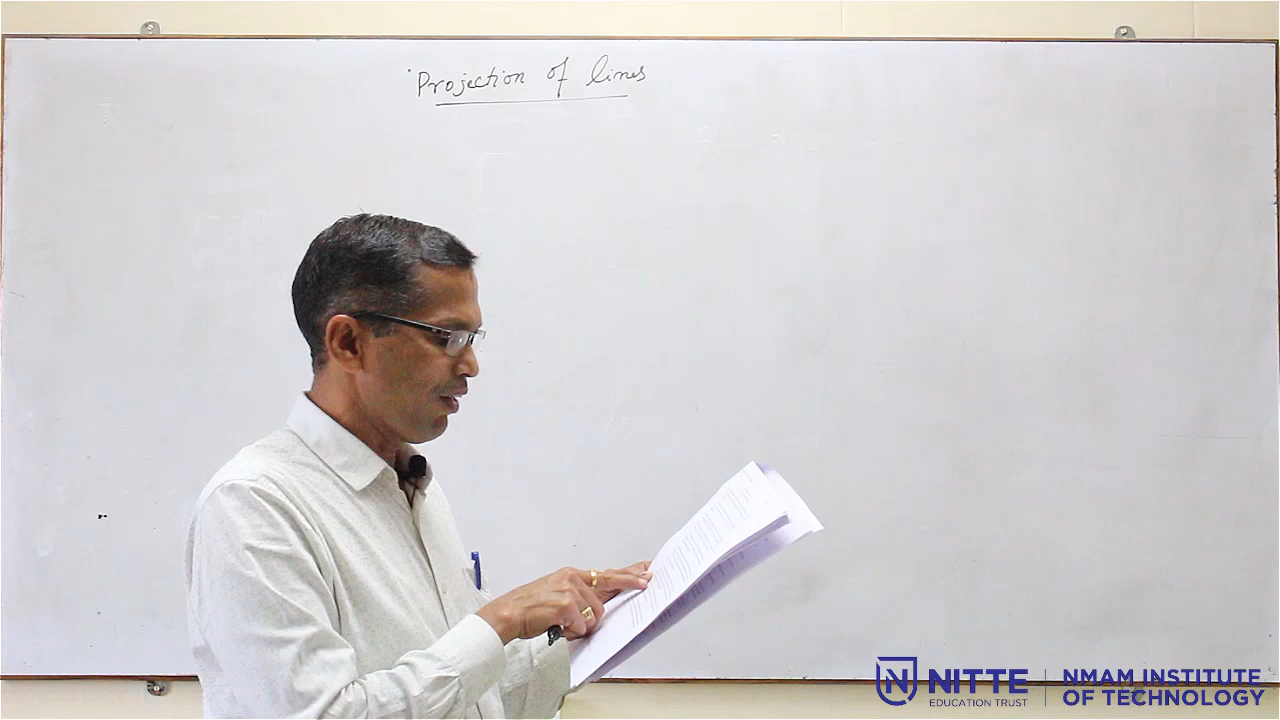 Projection of lines
NITTE
EDUCATION TRUST
NMAM INSTITUTE
OF TECHNOLOGY